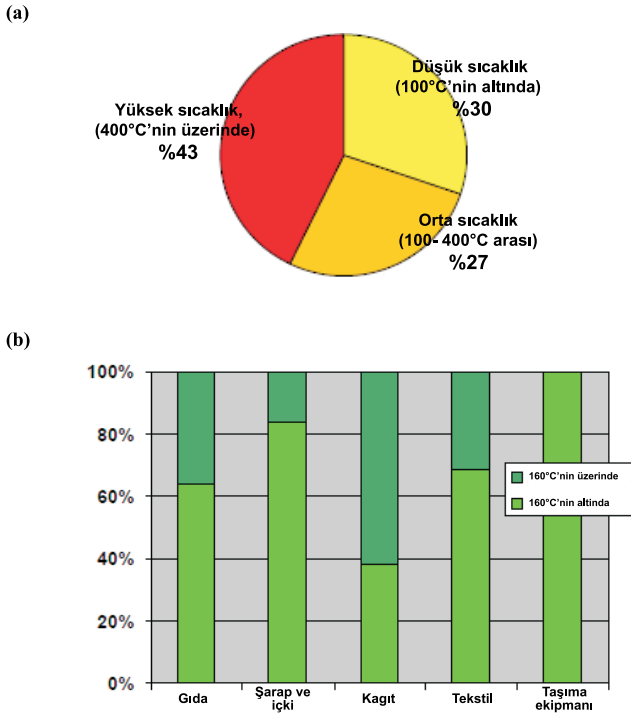 (a)
Düşük sıcaklık
(100°C'nin altında)
%30
Yüksek sıcaklık,
(400°C'nin üzerinde)
%43
Orta sıcaklık
(100- 400°C arası)
%27
(b)
100%
80%
60%
40%
20%
0%
160°C'nin üzerinde
160°C'nin altinda
Gıda
Şarap ve
içki
Kagıt
Tekstil
Taşıma
ekipmanı